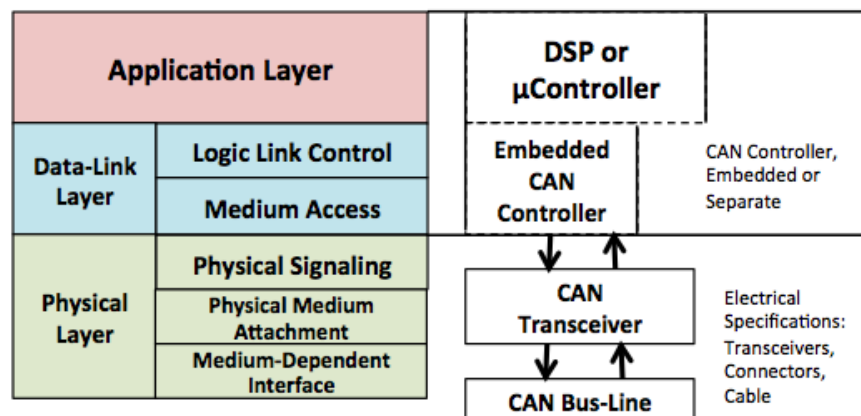 Application Layer
Data-Link
Layer
Logic Link Control
Medium Access
Physical
Layer
Physical Signaling
Physical Medium
Attachment
Medium-Dependent
Interface
DSP or
µController
Embedded
CAN
Controller
CAN Controller,
Embedded or
Separate
CAN
Transceiver
CAN Bus-Line
Electrical
Specifications:
Transceivers,
Connectors,
Cable